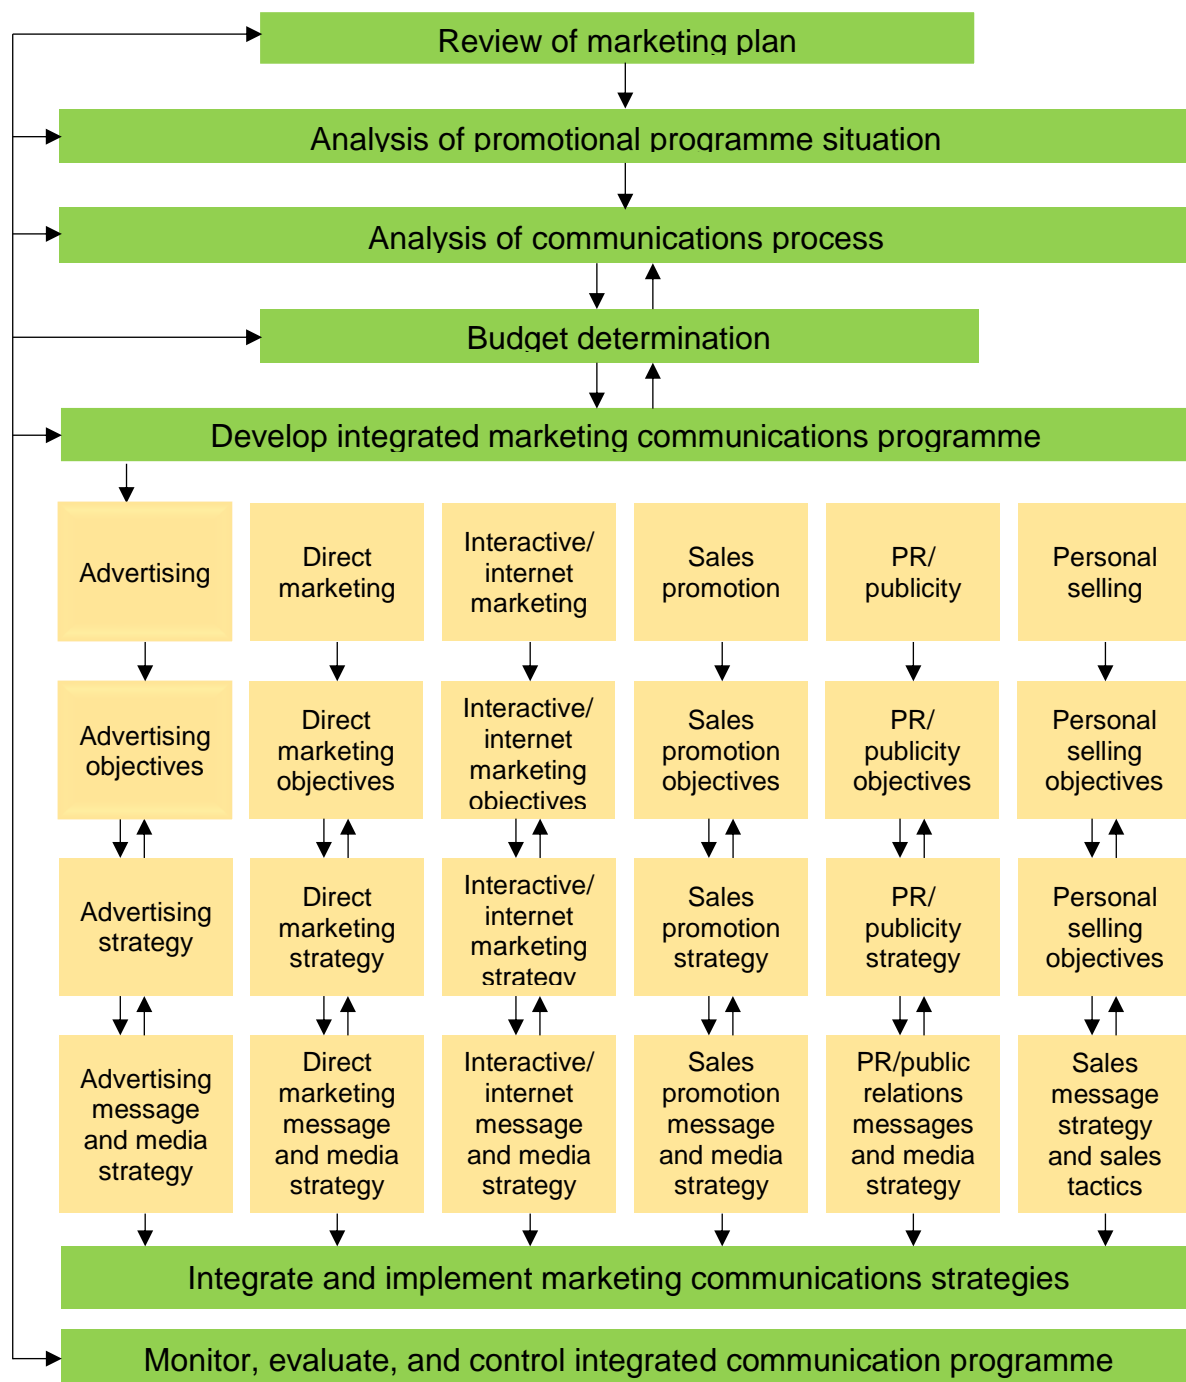 Review of marketing plan
Analysis of promotional programme situation
Analysis of communications process
Budget determination
Develop integrated marketing communications programme
Advertising
Direct
marketing
Interactive/
internet
marketing
Sales
promotion
PR/
publicity
Personal
selling
Advertising
objectives
Direct
marketing
objectives
Interactive/
internet
marketing
objectives
Sales
promotion
objectives
PR/
publicity
objectives
Personal
selling
objectives
Advertising
strategy
Direct
marketing
strategy
Interactive/
internet
marketing
strategy
Sales
promotion
strategy
PR/
publicity
strategy
Personal
selling
objectives
Advertising
message
and media
strategy
Direct
marketing
message
and media
strategy
Interactive/
internet
message
and media
strategy
Sales
promotion
message
and media
strategy
PR/public
relations
messages
and media
strategy
Sales
message
strategy
and sales
tactics
Integrate and implement marketing communications strategies
Monitor, evaluate, and control integrated communication programme